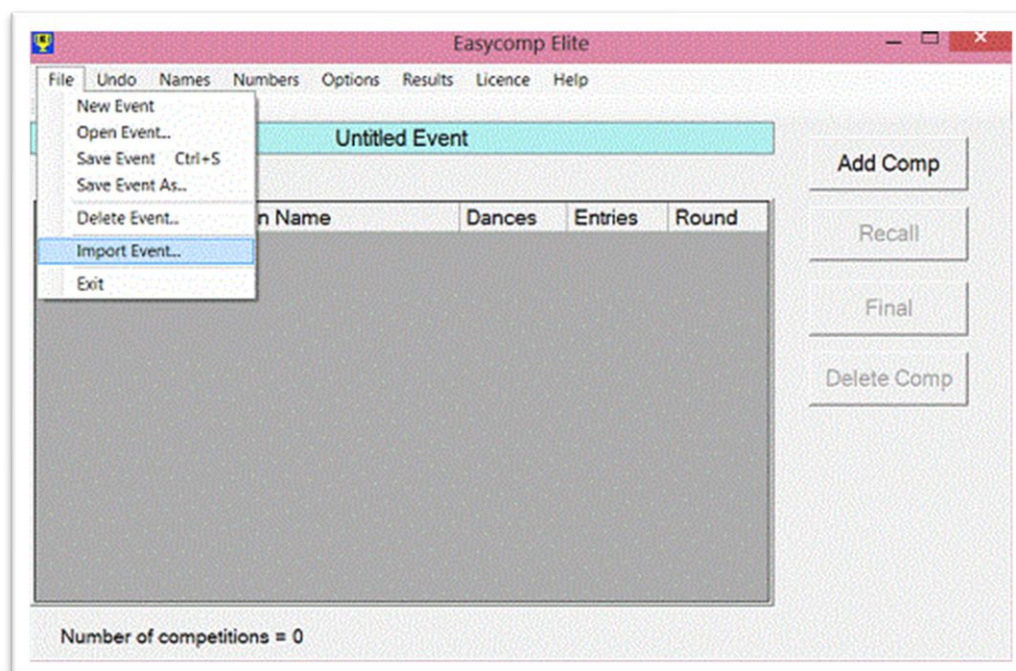 Easycomp Elite
File Undo Names Numbers Options Results Licence Help
New Event
Open Event...
Save Event Ctrl+S
Save Event As...
Delete Event...
Import Event...
Exit
Untitled Event
n Name Dances Entries Round
Add Comp
Recall
Final
Delete Comp
Number of competitions = 0